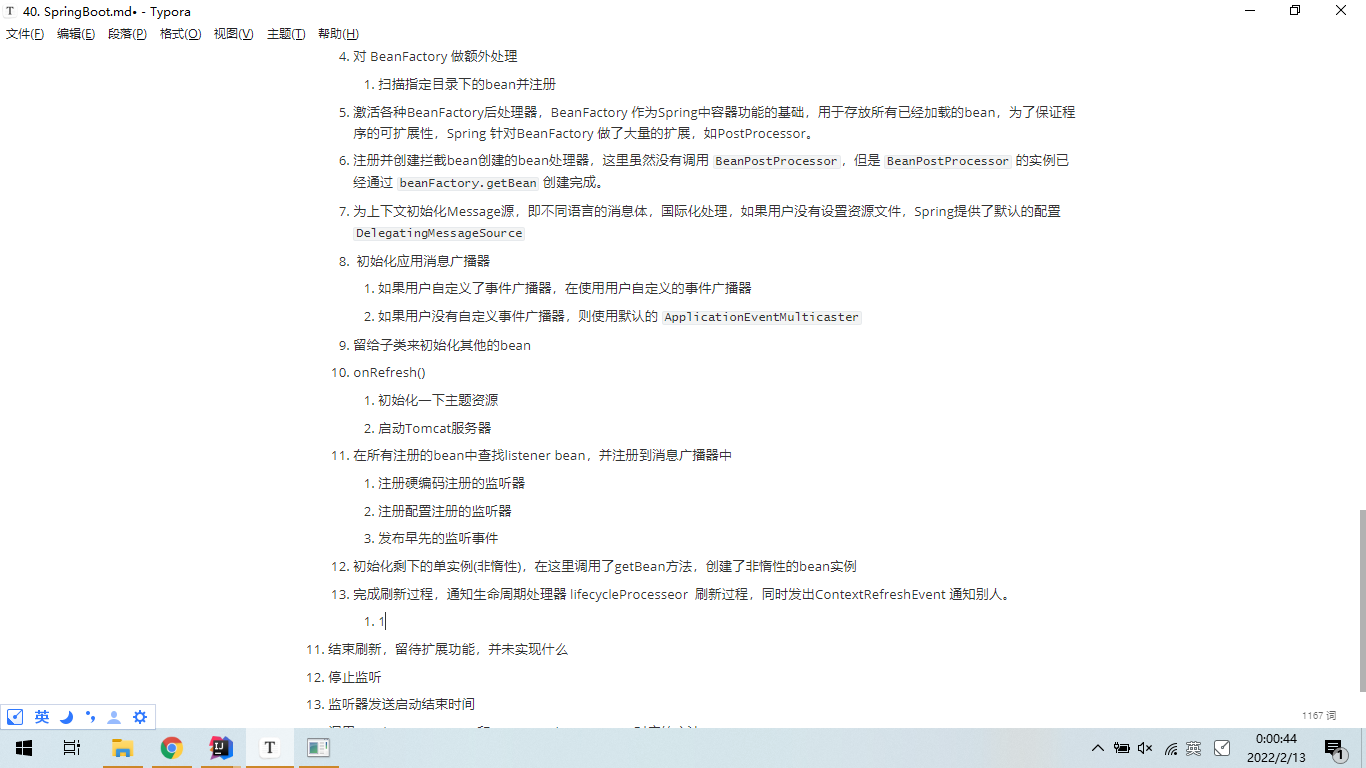 T 40. SpringBoot.md• - Typora
文件(F) 编辑(E) 段落(P) 格式(O) 视图(V) 主题(T) 帮助(H)
4. 对 BeanFactory 做额外处理
1. 扫描指定目录下的bean并注册
5. 激活各种BeanFactory后处理器，BeanFactory 作为Spring中容器功能的基础，用于存放所有已经加载的bean，为了保证程
序的可扩展性，Spring 针对BeanFactory 做了大量的扩展，如PostProcessor。
6. 注册并创建拦截bean创建的bean处理器，这里虽然没有调用 BeanPostProcessor，但是 BeanPostProcessor 的实例已
经通过 beanFactory.getBean 创建完成。
7. 为上下文初始化Message源，即不同语言的消息体，国际化处理，如果用户没有设置资源文件，Spring提供了默认的配置
DelegatingMessageSource
8. 初始化应用消息广播器
1. 如果用户自定义了事件广播器，在使用用户自定义的事件广播器
2. 如果用户没有自定义事件广播器，则使用默认的 ApplicationEventMulticaster
9. 留给子类来初始化其他的bean
10. onRefresh()
1. 初始化一下主题资源
2. 启动Tomcat服务器
11. 在所有注册的bean中查找listener bean，并注册到消息广播器中
1. 注册硬编码注册的监听器
2. 注册配置注册的监听器
3. 发布早先的监听事件
12. 初始化剩下的单实例(非惰性)，在这里调用了getBean方法，创建了非惰性的bean实例
13. 完成刷新过程，通知生命周期处理器 lifecycleProcesseor 刷新过程，同时发出ContextRefreshEvent 通知别人。
1. 1
11. 结束刷新，留待扩展功能，并未实现什么
12. 停止监听
13. 监听器发送启动结束时间
英
1167 词
T
英
0:00:44
2022/2/13
1